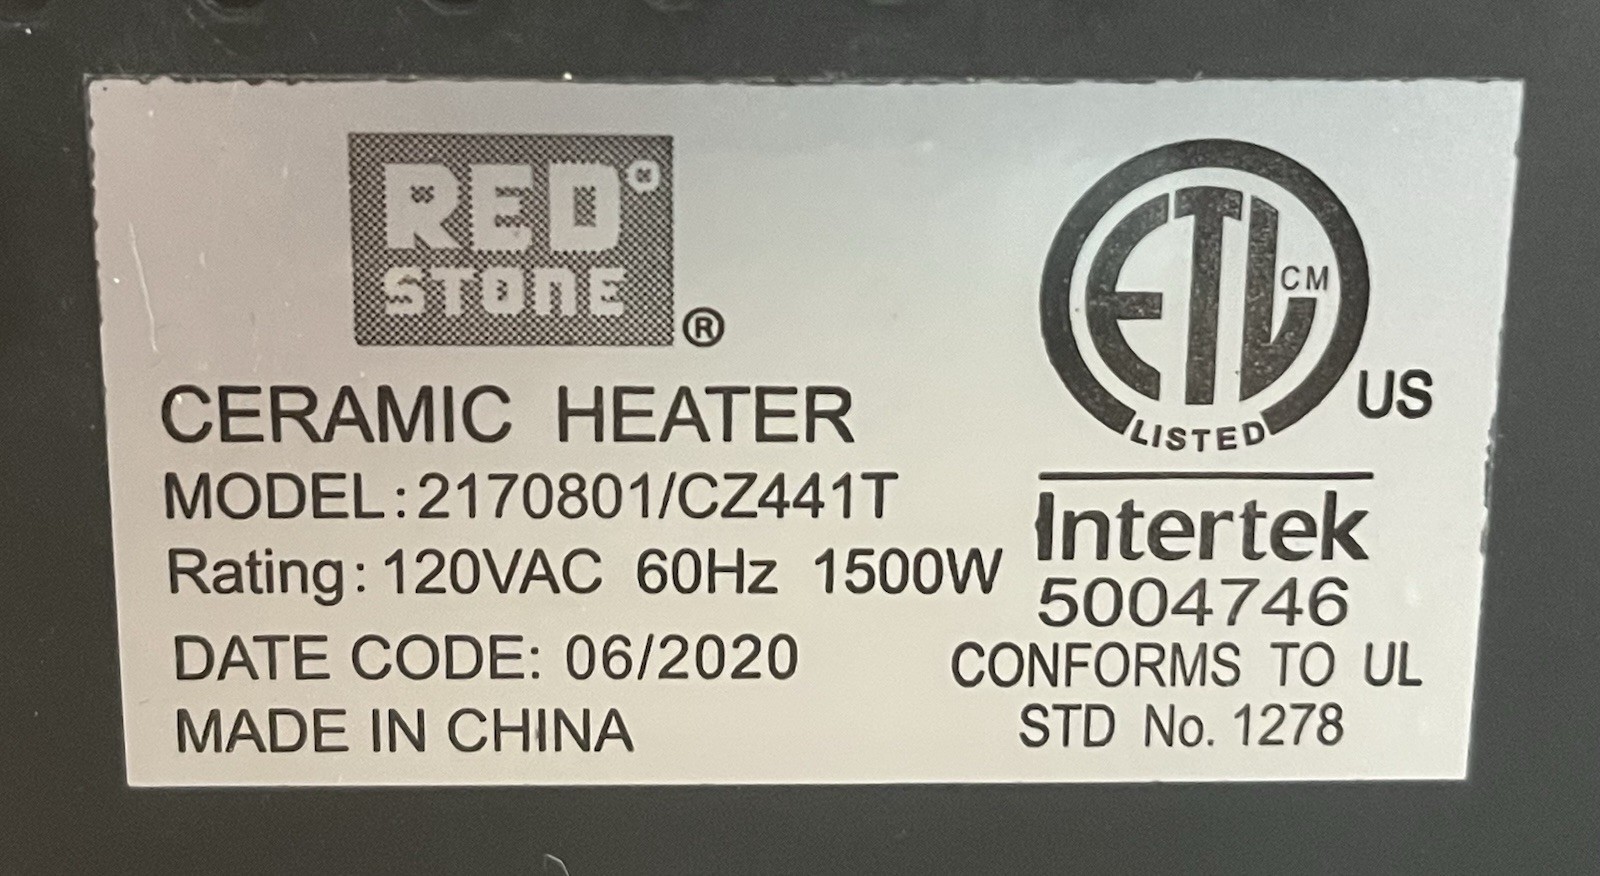 RED°
STONE
®
CERAMIC HEATER
MODEL: 2170801/CZ441T
Rating: 120VAC 60Hz 1500W
DATE CODE: 06/2020
MADE IN CHINA
ETL CM
LISTED
US
Intertek
5004746
CONFORMS TO UL
STD No. 1278